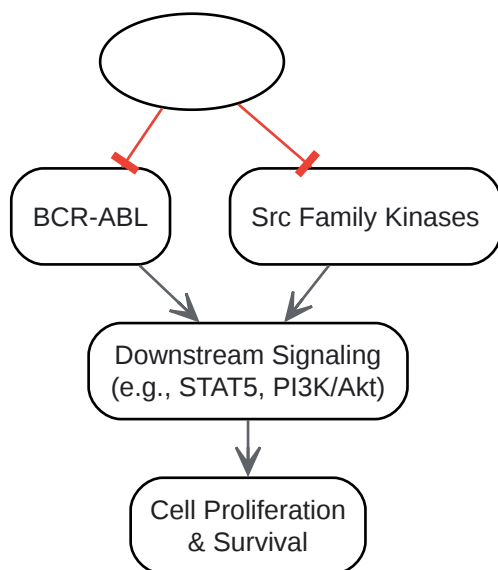 BCR-ABL
Src Family Kinases
Downstream Signaling
(e.g., STAT5, PI3K/Akt)
Cell Proliferation
& Survival